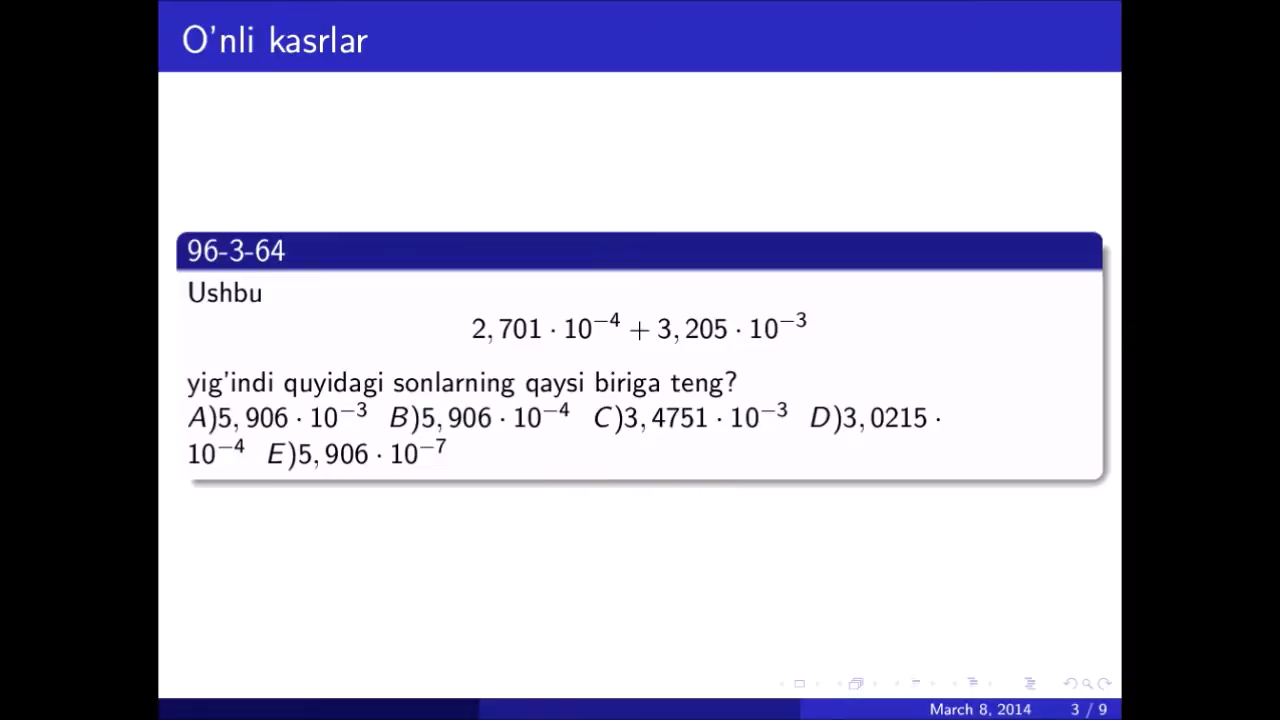 O'nli kasrlar
96-3-64
Ushbu
2, 701 · 10⁻⁴ + 3, 205 · 10⁻³
yig'indi quyidagi sonlarning qaysi biriga teng?
A)5, 906 · 10⁻³ B)5, 906 · 10⁻⁴ C)3, 4751 · 10⁻³ D)3, 0215 ·
10⁻⁴ E)5, 906 · 10⁻⁷
March 8, 2014 3 / 9